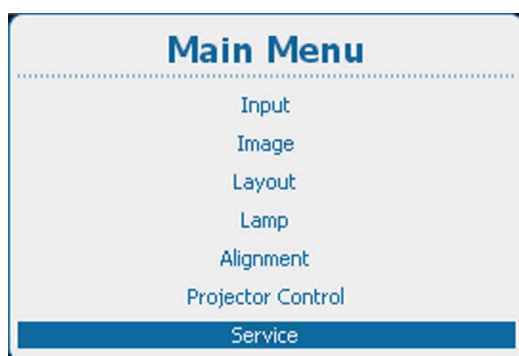 Main Menu
Input
Image
Layout
Lamp
Alignment
Projector Control
Service